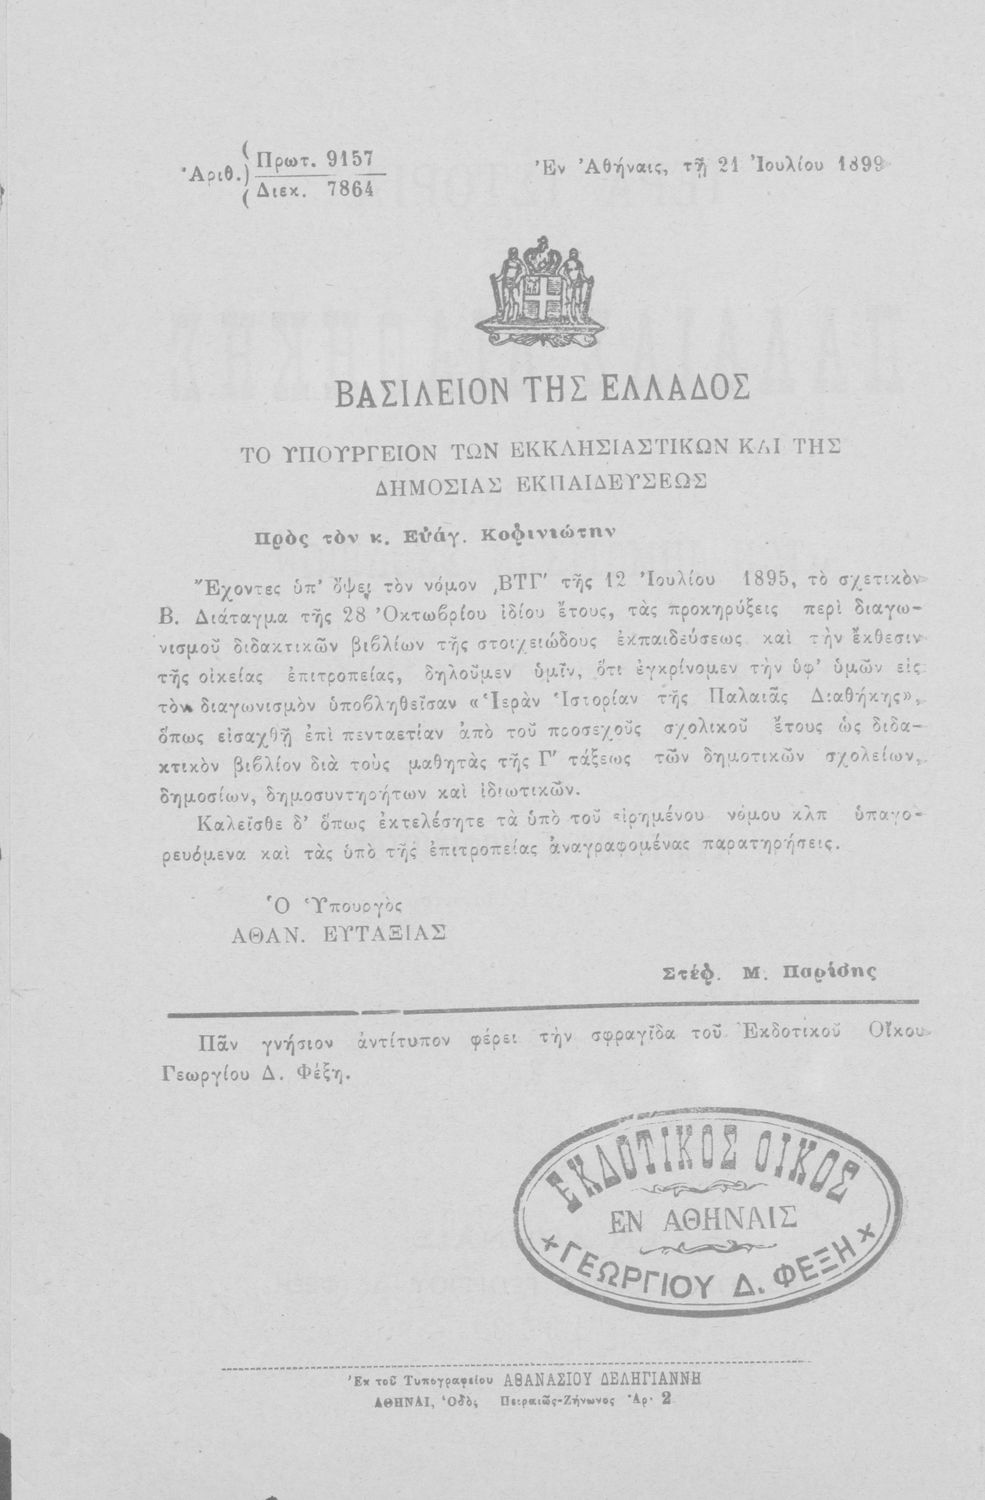 Ἀριθ. Πρωτ. 9157
Διεκ. 7864
Ἐν Ἀθήναις, τῇ 21 Ἰουλίου 1899
ΒΑΣΙΛΕΙΟΝ ΤΗΣ ΕΛΛΑΔΟΣ
ΤΟ ΥΠΟΥΡΓΕΙΟΝ ΤΩΝ ΕΚΚΛΗΣΙΑΣΤΙΚΩΝ ΚΑΙ ΤΗΣ
ΔΗΜΟΣΙΑΣ ΕΚΠΑΙΔΕΥΣΕΩΣ
Πρὸς τὸν κ. Εὐάγ. Κοφινιώτην
Ἔχοντες ὑπ' ὄψει τὸν νόμον ͵ΒΤΓ' τῆς 12 Ἰουλίου 1895, τὸ σχετικὸν
Β. Διάταγμα τῆς 28 Ὀκτωβρίου ἰδίου ἔτους, τὰς προκηρύξεις περὶ διαγω-
νισμοῦ διδακτικῶν βιβλίων τῆς στοιχειώδους ἐκπαιδεύσεως καὶ τὴν ἔκθεσιν
τῆς οἰκείας ἐπιτροπείας, δηλοῦμεν ὑμῖν, ὅτι ἐγκρίνομεν τὴν ὑφ' ὑμῶν εἰς
τὸν διαγωνισμὸν ὑποβληθεῖσαν «Ἱερὰν Ἱστορίαν τῆς Παλαιᾶς Διαθήκης»,
ὅπως εἰσαχθῇ ἐπὶ πενταετίαν ἀπὸ τοῦ προσεχοῦς σχολικοῦ ἔτους ὡς διδα-
κτικὸν βιβλίον διὰ τοὺς μαθητὰς τῆς Γ' τάξεως τῶν δημοτικῶν σχολείων,
δημοσίων, δημοσυντηρήτων καὶ ἰδιωτικῶν.
Καλεῖσθε δ' ὅπως ἐκτελέσητε τὰ ὑπὸ τοῦ εἰρημένου νόμου κλπ ὑπαγο-
ρευόμενα καὶ τὰς ὑπὸ τῆς ἐπιτροπείας ἀναγραφομένας παρατηρήσεις.
Ὁ Ὑπουργὸς
ΑΘΑΝ. ΕΥΤΑΞΙΑΣ
Στέφ. Μ. Παρίσης
Πᾶν γνήσιον ἀντίτυπον φέρει τὴν σφραγῖδα τοῦ Ἐκδοτικοῦ Οἴκου
Γεωργίου Δ. Φέξη.
ΕΚΔΟΤΙΚΟΣ ΟΙΚΟΣ
ΕΝ ΑΘΗΝΑΙΣ
ΓΕΩΡΓΙΟΥ Δ. ΦΕΞΗ
Ἐκ τοῦ Τυπογραφείου ΑΘΑΝΑΣΙΟΥ ΔΕΛΗΓΙΑΝΝΗ
ΑΘΗΝΑΙ, Ὁδὸς Πειραιῶς-Ζήνωνος Ἀρ· 2